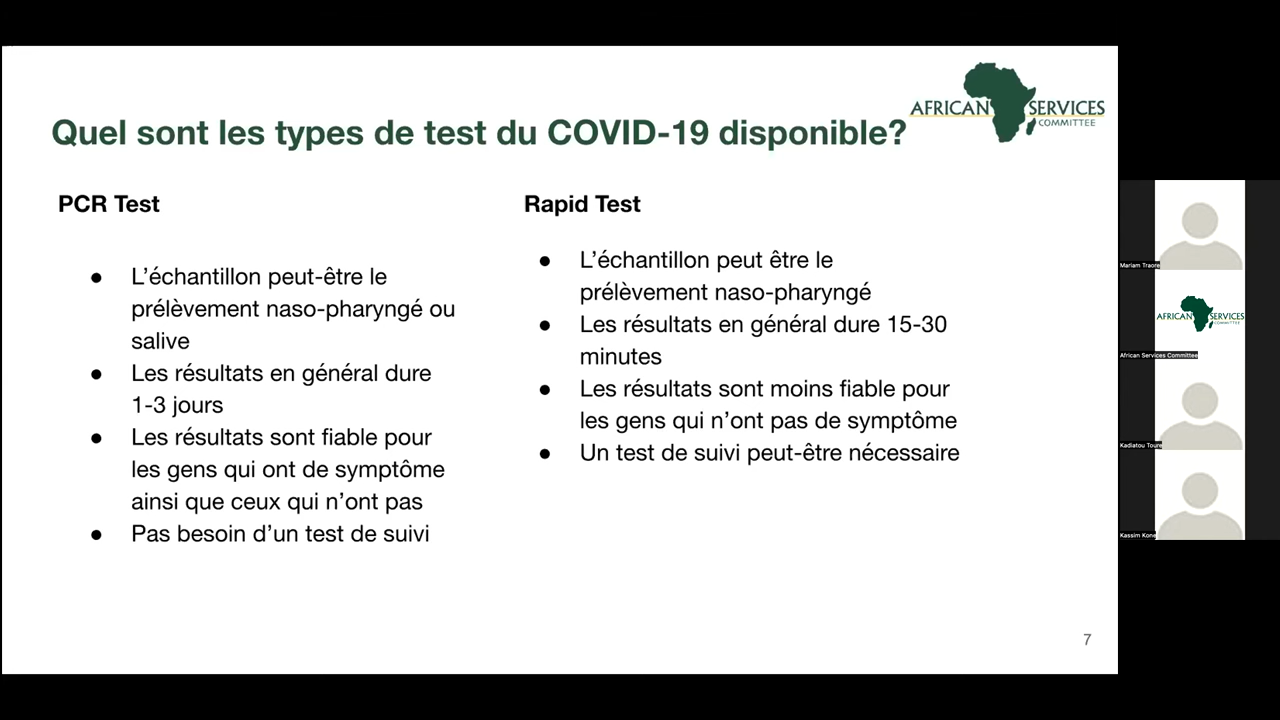 AFRICAN SERVICES
COMMITTEE
Quel sont les types de test du COVID-19 disponible?
PCR Test
● L’échantillon peut-être le
prélèvement naso-pharyngé ou
salive
● Les résultats en général dure
1-3 jours
● Les résultats sont fiable pour
les gens qui ont de symptôme
ainsi que ceux qui n’ont pas
● Pas besoin d’un test de suivi
Rapid Test
● L’échantillon peut être le
prélèvement naso-pharyngé
● Les résultats en général dure 15-30
minutes
● Les résultats sont moins fiable pour
les gens qui n’ont pas de symptôme
● Un test de suivi peut-être nécessaire
7
Mariam Traore
AFRICAN SERVICES
COMMITTEE
African Services Committee
Kadiatou Toure
Kassim Kone